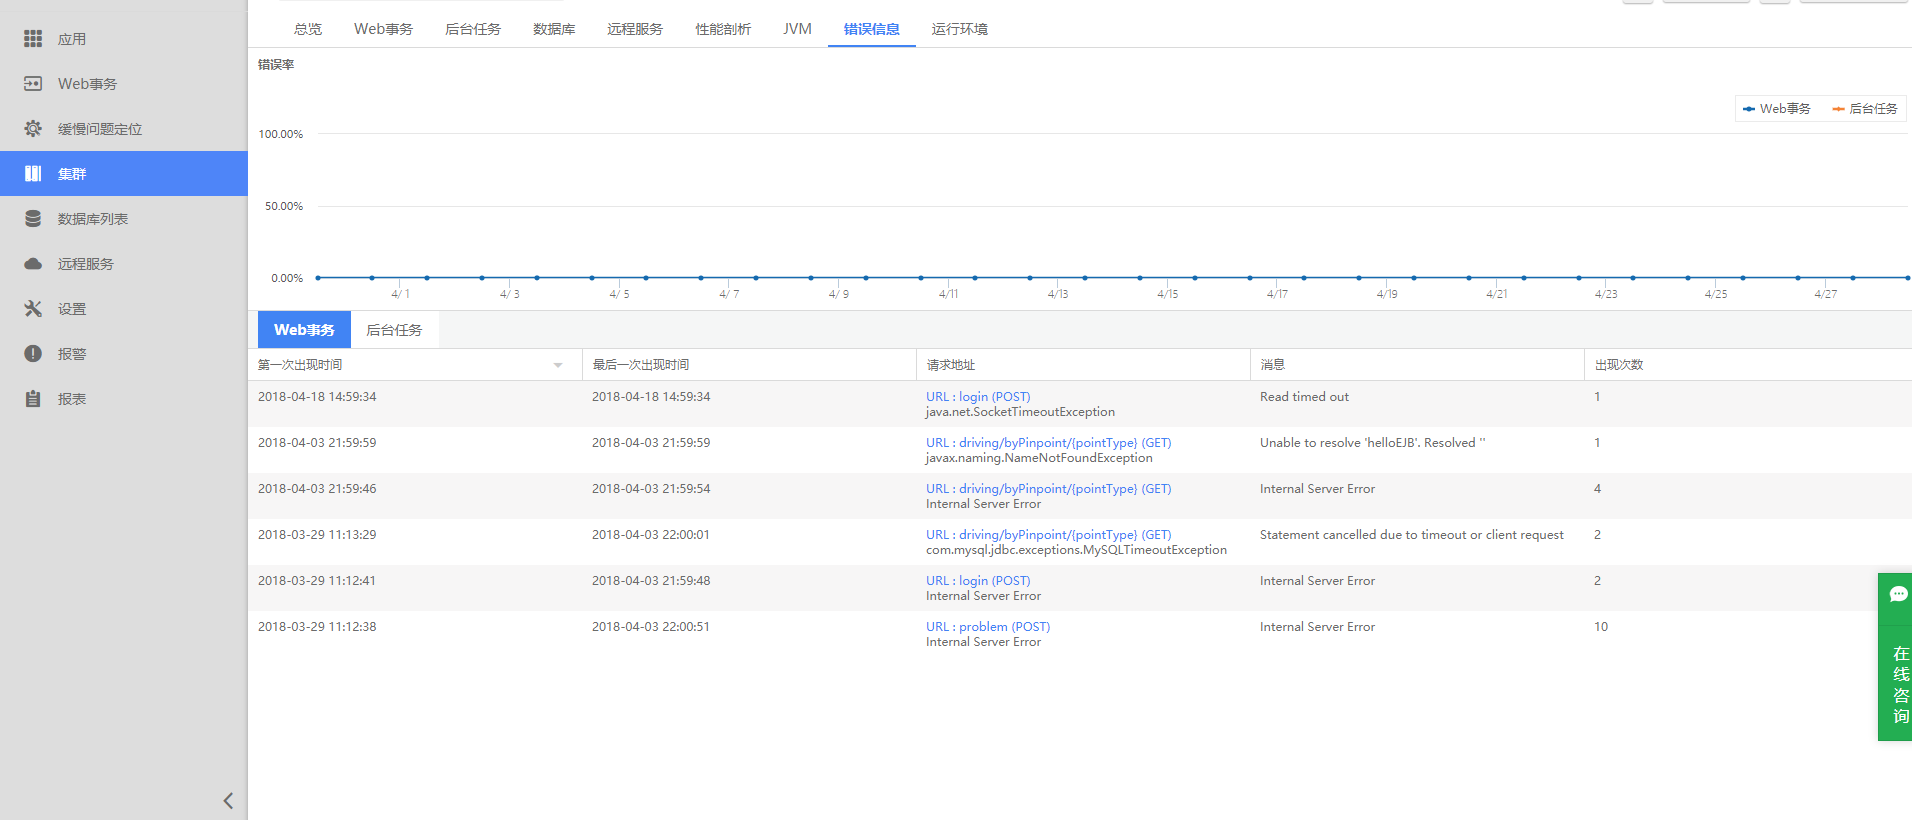 应用
Web事务
缓慢问题定位
集群
数据库列表
远程服务
设置
报警
报表
总览 Web事务 后台任务 数据库 远程服务 性能剖析 JVM 错误信息 运行环境
错误率
Web事务 后台任务
100.00%
50.00%
0.00%
4/ 1 4/ 3 4/ 5 4/ 7 4/ 9 4/11 4/13 4/15 4/17 4/19 4/21 4/23 4/25 4/27
Web事务 后台任务
第一次出现时间 最后一次出现时间 请求地址 消息 出现次数
2018-04-18 14:59:34 2018-04-18 14:59:34 URL : login (POST) Read timed out 1
java.net.SocketTimeoutException
2018-04-03 21:59:59 2018-04-03 21:59:59 URL : driving/byPinpoint/{pointType} (GET) Unable to resolve 'helloEJB'. Resolved '' 1
javax.naming.NameNotFoundException
2018-04-03 21:59:46 2018-04-03 21:59:54 URL : driving/byPinpoint/{pointType} (GET) Internal Server Error 4
Internal Server Error
2018-03-29 11:13:29 2018-04-03 22:00:01 URL : driving/byPinpoint/{pointType} (GET) Statement cancelled due to timeout or client request 2
com.mysql.jdbc.exceptions.MySQLTimeoutException
2018-03-29 11:12:41 2018-04-03 21:59:48 URL : login (POST) Internal Server Error 2
Internal Server Error
2018-03-29 11:12:38 2018-04-03 22:00:51 URL : problem (POST) Internal Server Error 10
Internal Server Error
在线咨询